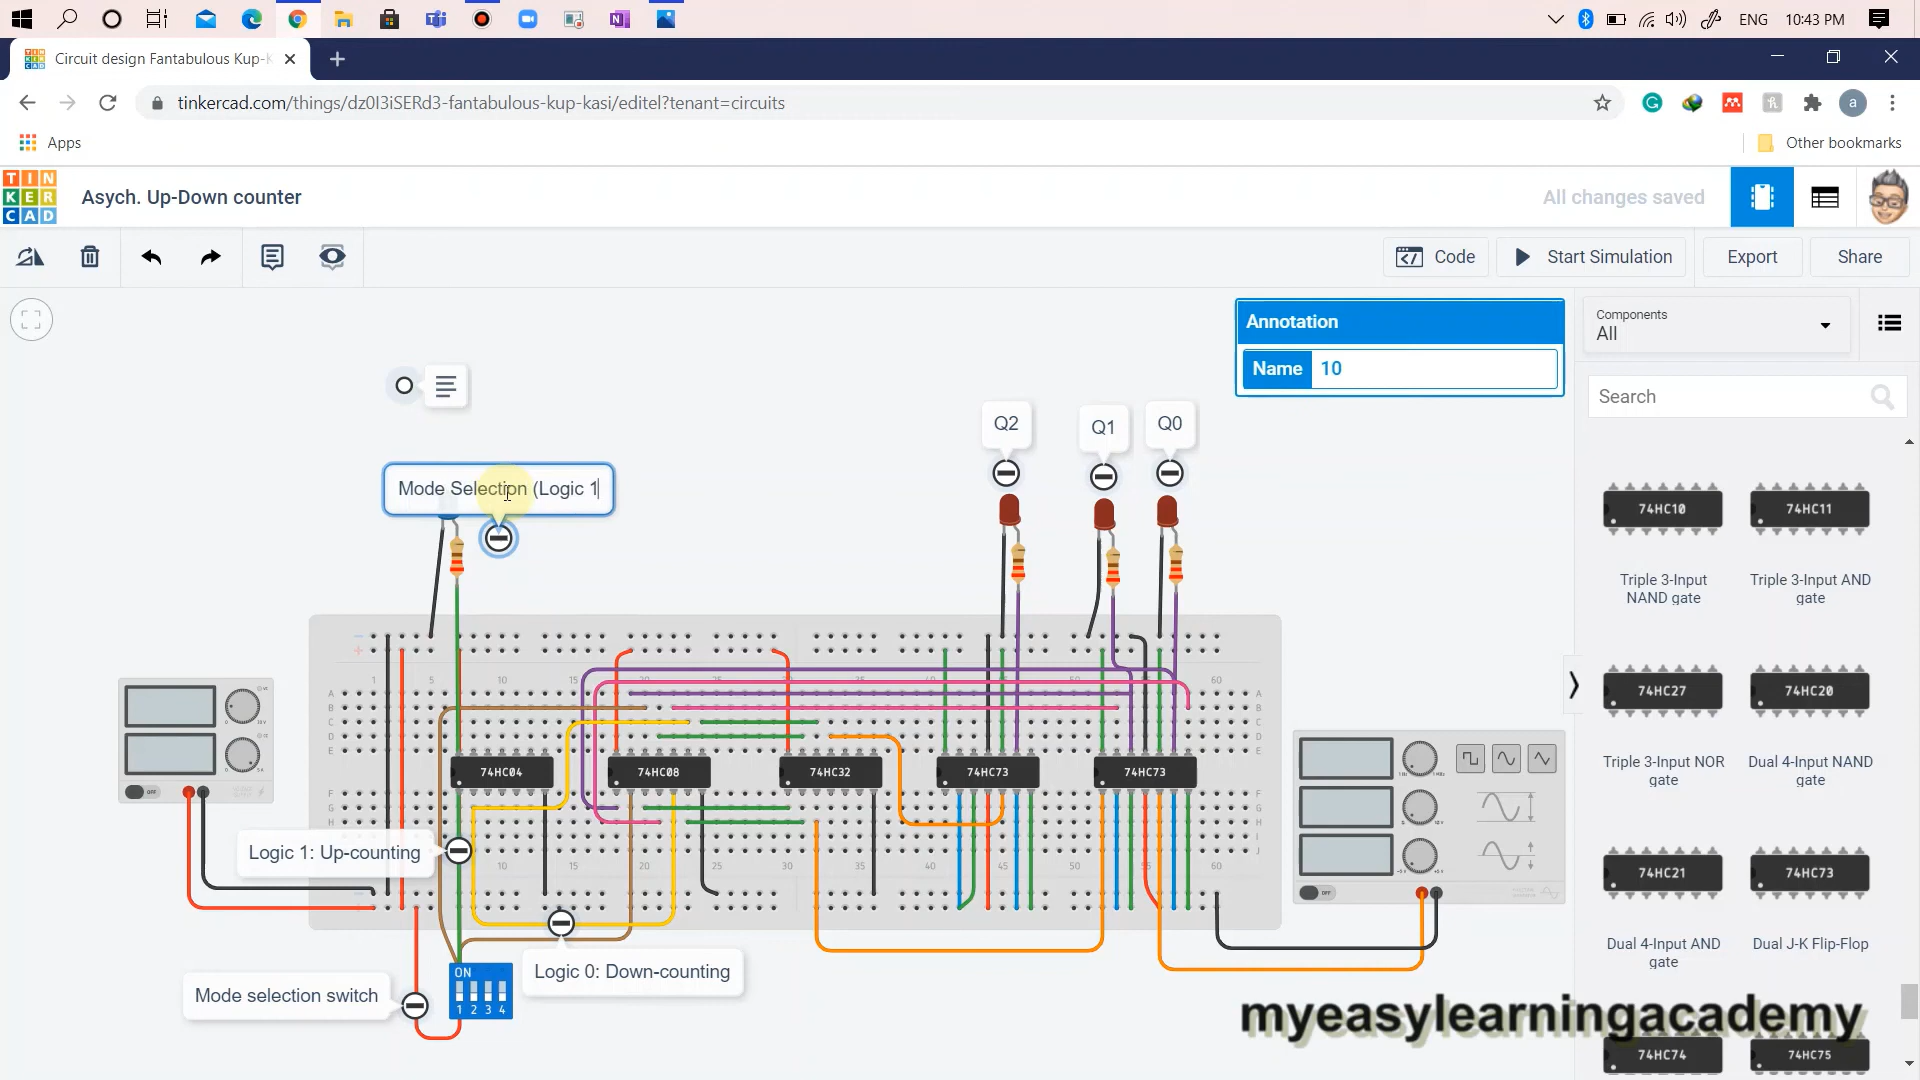 ENG
10:43 PM
Circuit design Fantabulous Kup-K
tinkercad.com/things/dz0I3iSERd3-fantabulous-kup-kasi/editel?tenant=circuits
a
Apps
Other bookmarks
TIN
KER
CAD
Asych. Up-Down counter
All changes saved
Code
Start Simulation
Export
Share
Annotation
Name 10
Components
All
Search
Q2
Q1
Q0
Mode Selection (Logic 1
74HC10
74HC11
Triple 3-Input
NAND gate
Triple 3-Input AND
gate
74HC27
74HC20
Triple 3-Input NOR
gate
Dual 4-Input NAND
gate
74HC21
74HC73
Dual 4-Input AND
gate
Dual J-K Flip-Flop
74HC74
74HC75
74HC04
74HC08
74HC32
74HC73
74HC73
Logic 1: Up-counting
Logic 0: Down-counting
Mode selection switch
ON
1 2 3 4
myeasylearningacademy